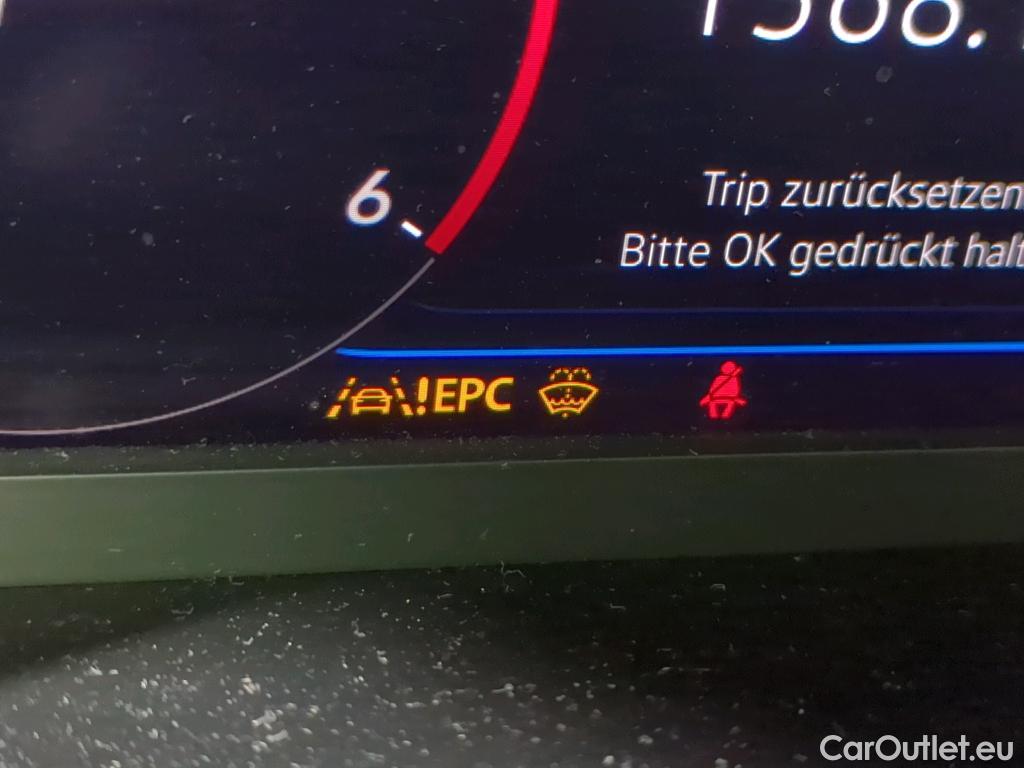 6
Trip zurücksetzen
Bitte OK gedrückt halt
!EPC
CarOutlet.eu